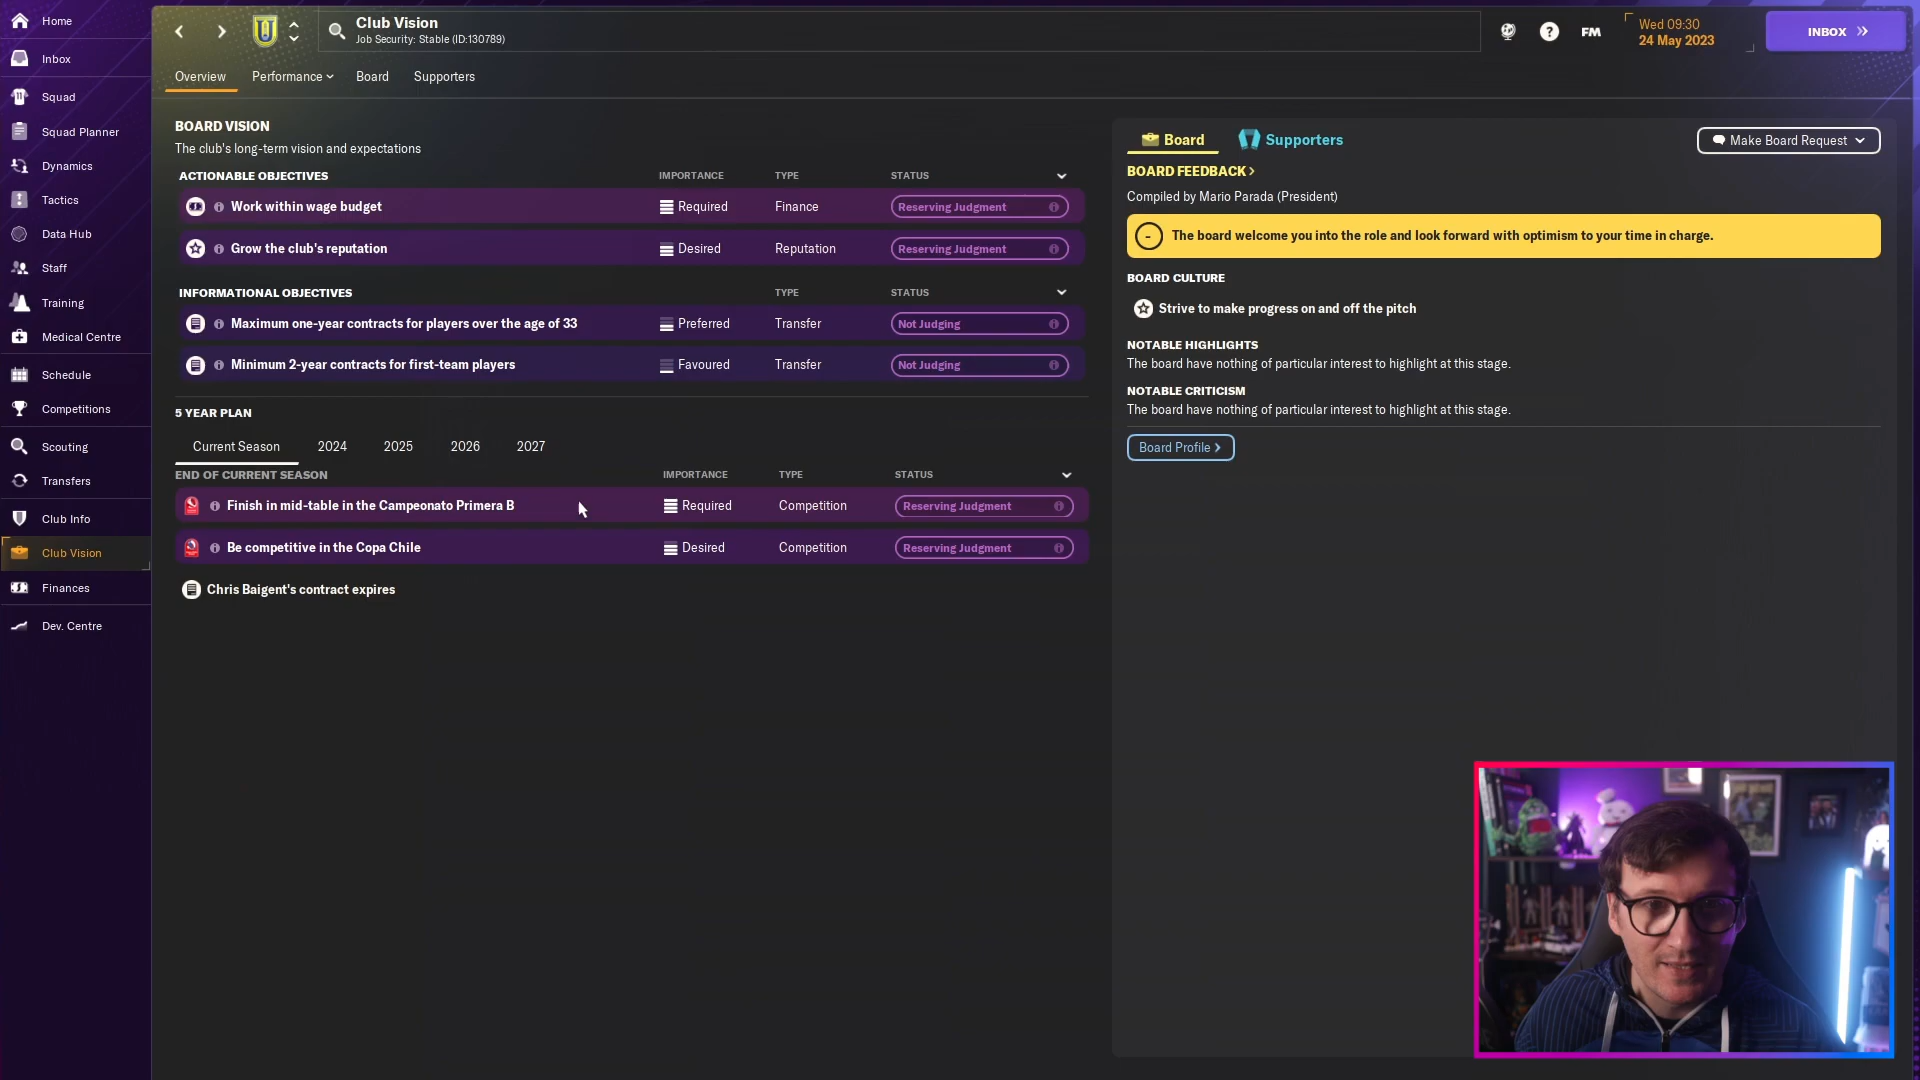 Home
Inbox
Squad
Squad Planner
Dynamics
Tactics
Data Hub
Staff
Training
Medical Centre
Schedule
Competitions
Scouting
Transfers
Club Info
Club Vision
Finances
Dev. Centre
Club Vision
Job Security: Stable (ID:130789)
FM
Wed 09:30
24 May 2023
INBOX
Overview
Performance
Board
Supporters
BOARD VISION
The club's long-term vision and expectations
ACTIONABLE OBJECTIVES IMPORTANCE TYPE STATUS
Work within wage budget Required Finance Reserving Judgment
Grow the club's reputation Desired Reputation Reserving Judgment
INFORMATIONAL OBJECTIVES TYPE STATUS
Maximum one-year contracts for players over the age of 33 Preferred Transfer Not Judging
Minimum 2-year contracts for first-team players Favoured Transfer Not Judging
5 YEAR PLAN
Current Season 2024 2025 2026 2027
END OF CURRENT SEASON IMPORTANCE TYPE STATUS
Finish in mid-table in the Campeonato Primera B Required Competition Reserving Judgment
Be competitive in the Copa Chile Desired Competition Reserving Judgment
Chris Baigent's contract expires
Board Supporters
Make Board Request
BOARD FEEDBACK
Compiled by Mario Parada (President)
The board welcome you into the role and look forward with optimism to your time in charge.
BOARD CULTURE
Strive to make progress on and off the pitch
NOTABLE HIGHLIGHTS
The board have nothing of particular interest to highlight at this stage.
NOTABLE CRITICISM
The board have nothing of particular interest to highlight at this stage.
Board Profile